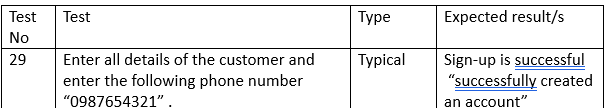 Test No Test Type Expected result/s
29 Enter all details of the customer and Typical Sign-up is successful
enter the following phone number “successfully created
“0987654321” . an account”